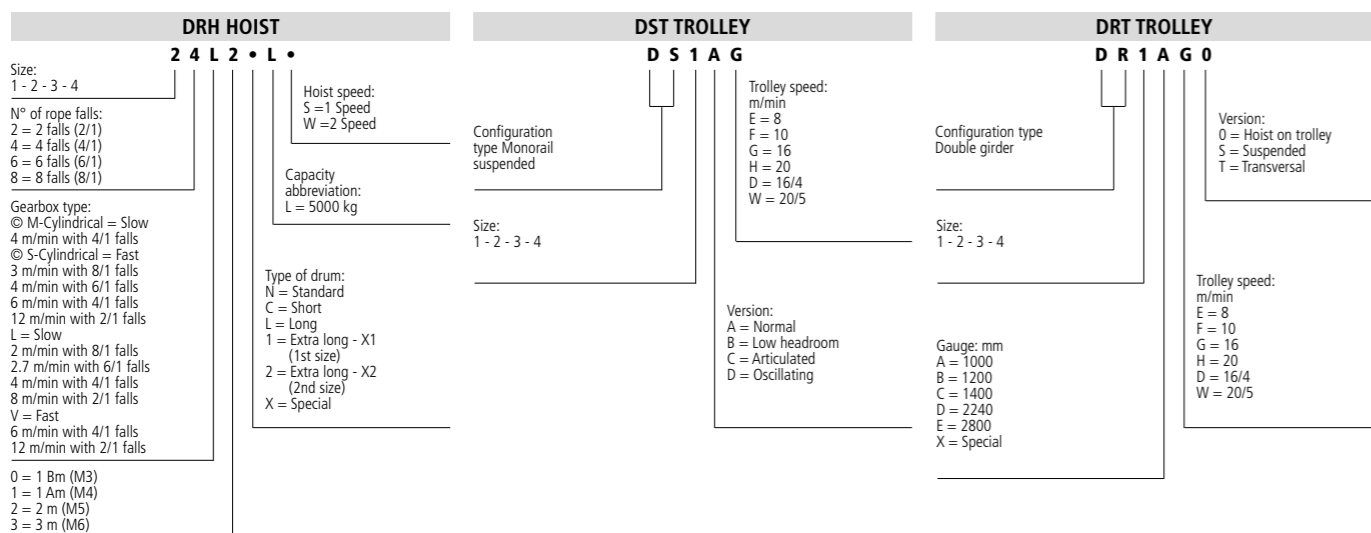 DRH HOIST
2 4 L 2 • L •
Size:
1 - 2 - 3 - 4
N° of rope falls:
2 = 2 falls (2/1)
4 = 4 falls (4/1)
6 = 6 falls (6/1)
8 = 8 falls (8/1)
Gearbox type:
© M-Cylindrical = Slow
4 m/min with 4/1 falls
© S-Cylindrical = Fast
3 m/min with 8/1 falls
4 m/min with 6/1 falls
6 m/min with 4/1 falls
12 m/min with 2/1 falls
L = Slow
2 m/min with 8/1 falls
2.7 m/min with 6/1 falls
4 m/min with 4/1 falls
8 m/min with 2/1 falls
V = Fast
6 m/min with 4/1 falls
12 m/min with 2/1 falls
0 = 1 Bm (M3)
1 = 1 Am (M4)
2 = 2 m (M5)
3 = 3 m (M6)
Hoist speed:
S =1 Speed
W =2 Speed
Capacity
abbreviation:
L = 5000 kg
Type of drum:
N = Standard
C = Short
L = Long
1 = Extra long - X1
(1st size)
2 = Extra long - X2
(2nd size)
X = Special
DST TROLLEY
D S 1 A G
Configuration
type Monorail
suspended
Size:
1 - 2 - 3 - 4
Trolley speed:
m/min
E = 8
F = 10
G = 16
H = 20
D = 16/4
W = 20/5
Version:
A = Normal
B = Low headroom
C = Articulated
D = Oscillating
DRT TROLLEY
D R 1 A G 0
Configuration type
Double girder
Size:
1 - 2 - 3 - 4
Gauge: mm
A = 1000
B = 1200
C = 1400
D = 2240
E = 2800
X = Special
Version:
0 = Hoist on trolley
S = Suspended
T = Transversal
Trolley speed:
m/min
E = 8
F = 10
G = 16
H = 20
D = 16/4
W = 20/5